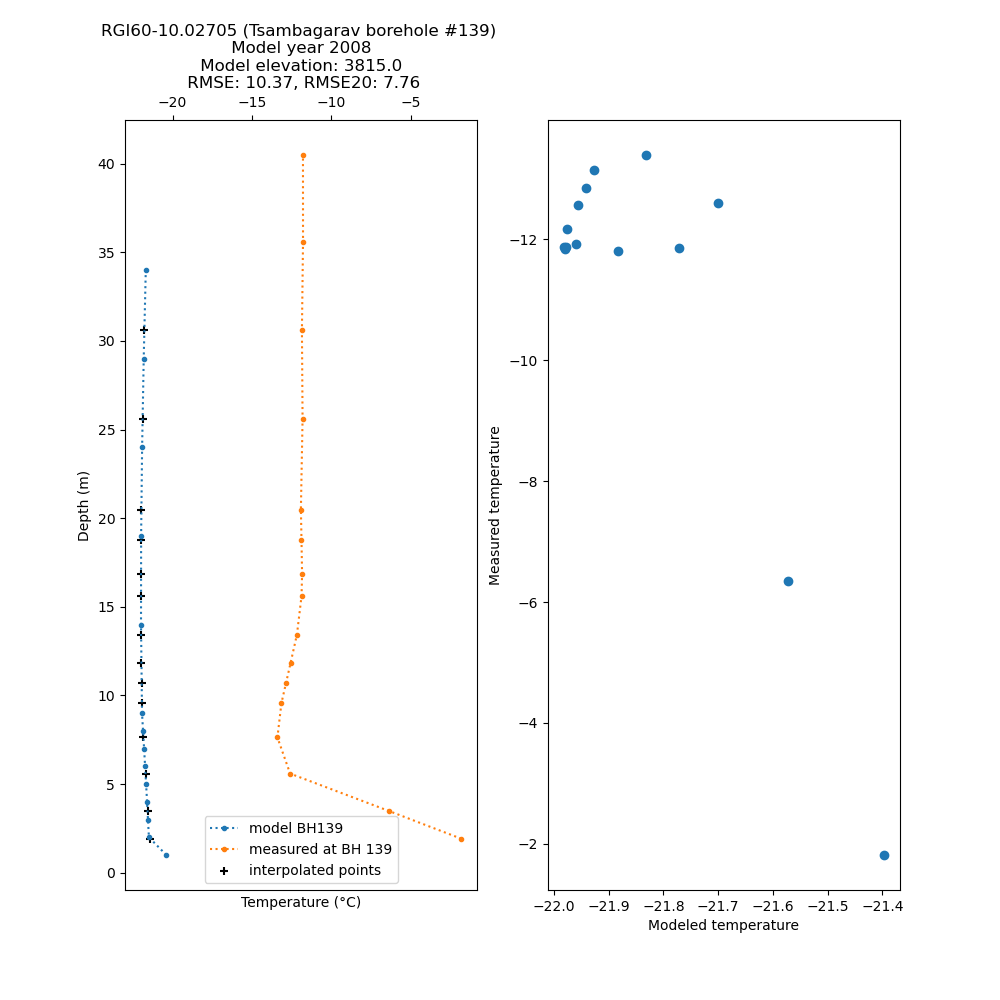 RGI60-10.02705 (Tsambagarav borehole #139)
Model year 2008
Model elevation: 3815.0
RMSE: 10.37, RMSE20: 7.76
−20 −15 −10 −5
40
35
30
25
20
15
10
5
0
Depth (m)
model BH139
measured at BH 139
interpolated points
Temperature (°C)
−12
−10
−8
−6
−4
−2
Measured temperature
−22.0 −21.9 −21.8 −21.7 −21.6 −21.5 −21.4
Modeled temperature